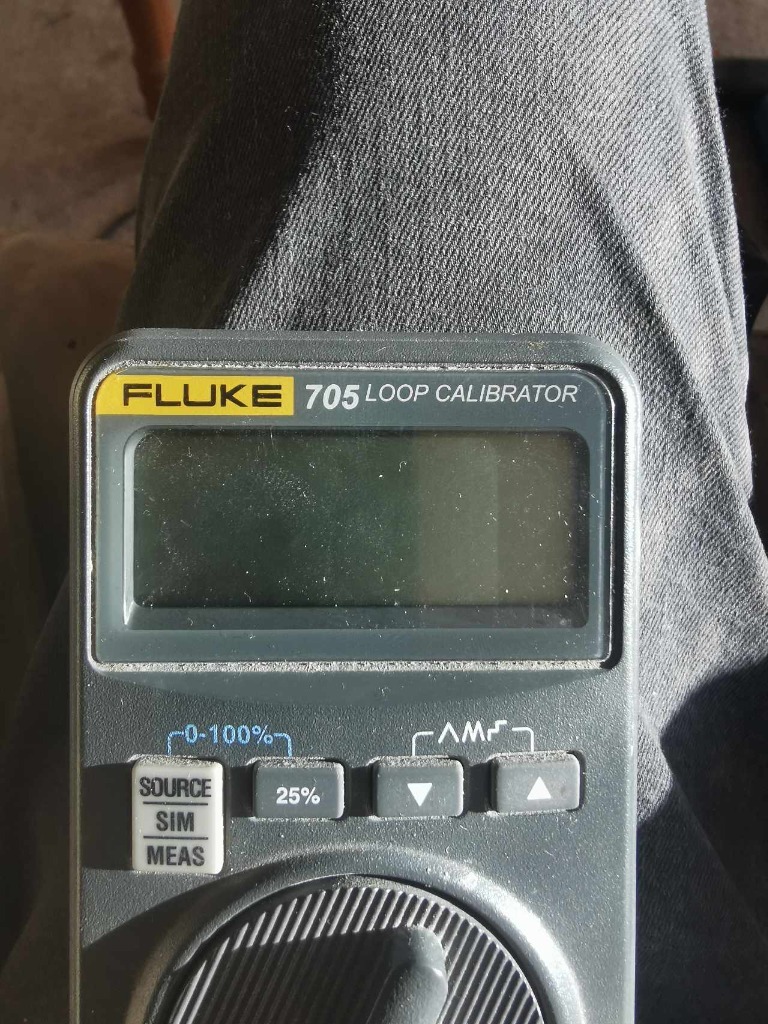 FLUKE 705 LOOP CALIBRATOR
0-100%
SOURCE
SIM
MEAS
25%